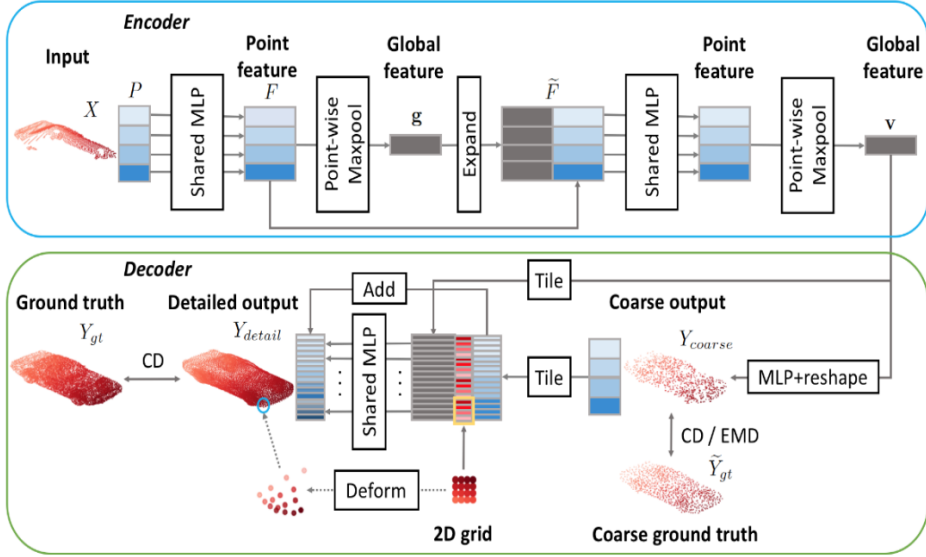 Encoder
Input
X
P
Shared MLP
Point
feature
F
Point-wise
Maxpool
Global
feature
g
Expand
F̃
Shared MLP
Point
feature
Point-wise
Maxpool
Global
feature
v
Decoder
Ground truth
Y_gt
CD
Detailed output
Y_detail
Add
Shared MLP
Tile
Tile
Coarse output
Y_coarse
MLP+reshape
CD / EMD
Ỹ_gt
Coarse ground truth
Deform
2D grid